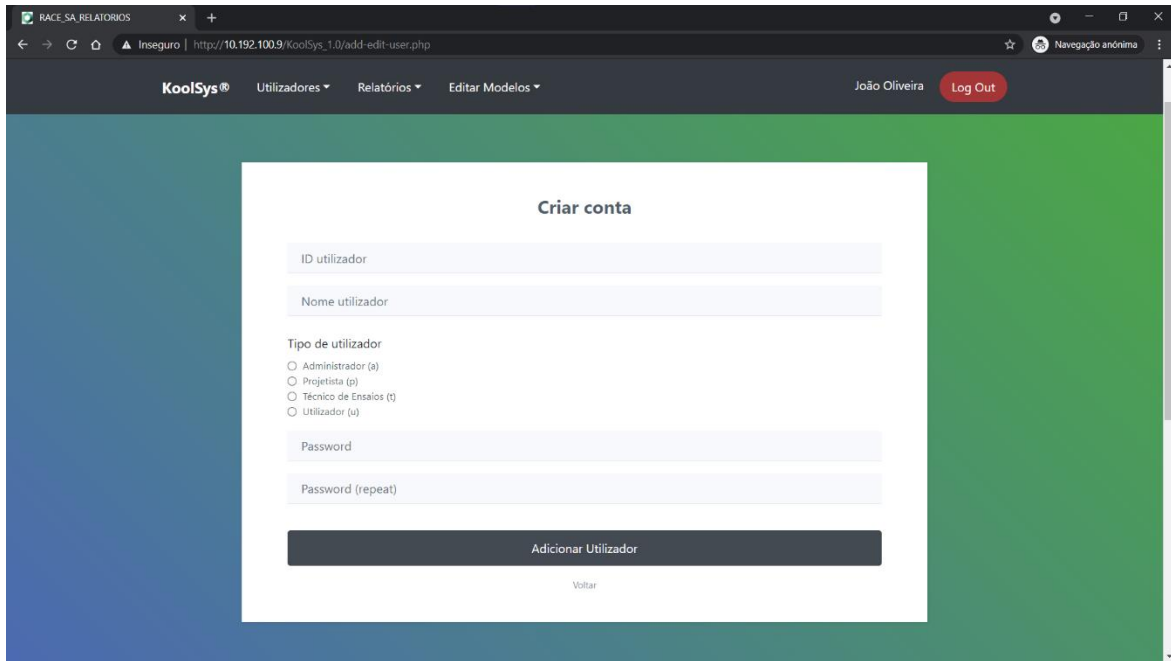 RACE_SA_RELATORIOS
Inseguro | http://10.192.100.9/KoolSys_1.0/add-edit-user.php
Navegação anónima
KoolSys® Utilizadores Relatórios Editar Modelos João Oliveira Log Out
Criar conta
ID utilizador
Nome utilizador
Tipo de utilizador
Administrador (a)
Projetista (p)
Técnico de Ensaios (t)
Utilizador (u)
Password
Password (repeat)
Adicionar Utilizador
Voltar